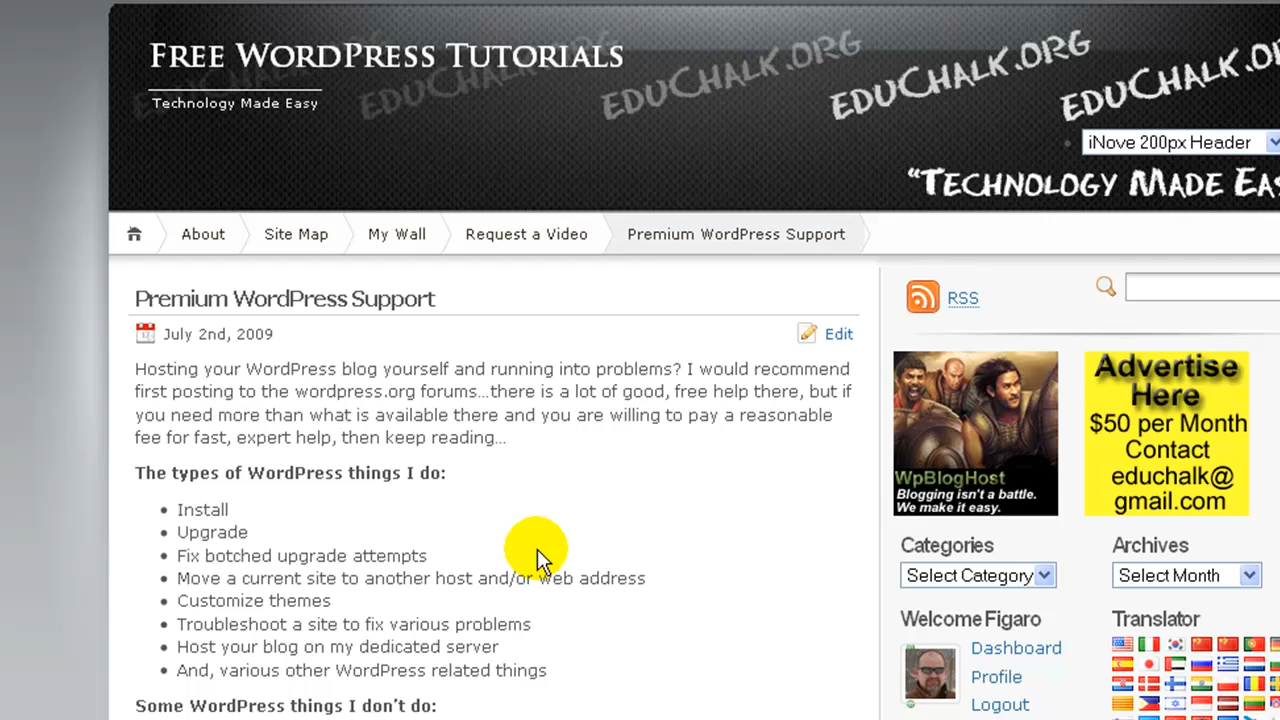 Free WordPress Tutorials
Technology Made Easy
EDUCHALK.ORG
EDUCHALK.ORG
EDUCHALK.ORG
iNove 200px Header
"Technology Made Eas
About
Site Map
My Wall
Request a Video
Premium WordPress Support
Premium WordPress Support
July 2nd, 2009
Edit
Hosting your WordPress blog yourself and running into problems? I would recommend
first posting to the wordpress.org forums...there is a lot of good, free help there, but if
you need more than what is available there and you are willing to pay a reasonable
fee for fast, expert help, then keep reading...
The types of WordPress things I do:
Install
Upgrade
Fix botched upgrade attempts
Move a current site to another host and/or web address
Customize themes
Troubleshoot a site to fix various problems
Host your blog on my dedicated server
And, various other WordPress related things
Some WordPress things I don't do:
RSS
WpBlogHost
Blogging isn't a battle.
We make it easy.
Advertise
Here
$50 per Month
Contact
educhalk@
gmail.com
Categories
Select Category
Archives
Select Month
Welcome Figaro
Dashboard
Profile
Logout
Translator